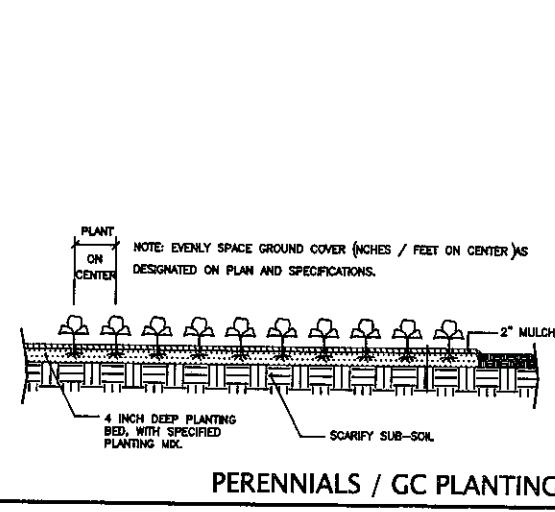 PLANT
ON
CENTER
NOTE: EVENLY SPACE GROUND COVER (NCHES / FEET ON CENTER )AS
DESIGNATED ON PLAN AND SPECIFICATIONS.
2" MULCH
4 INCH DEEP PLANTING
BED, WITH SPECIFIED
PLANTING MIX.
SCARIFY SUB-SOIL
PERENNIALS / GC PLANTING